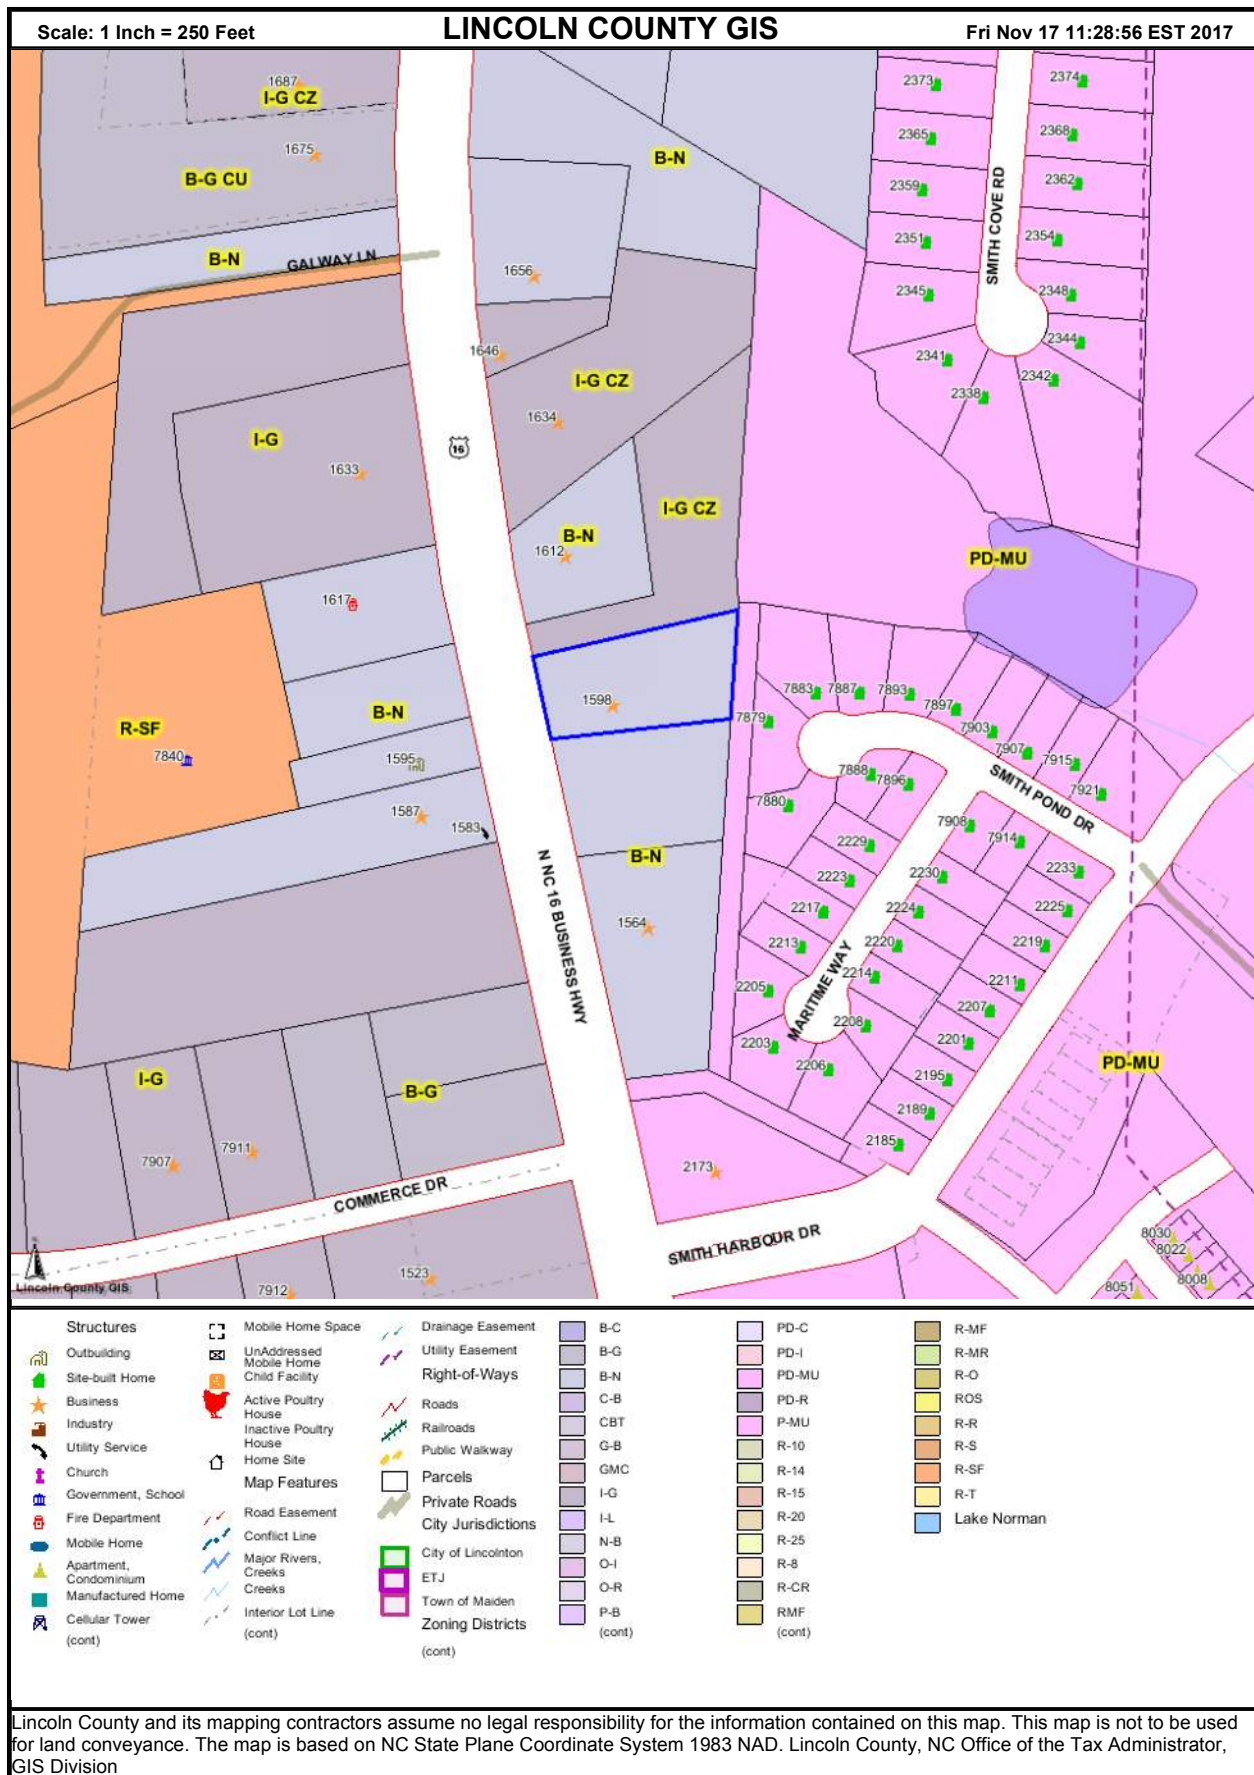 Scale: 1 Inch = 250 Feet
LINCOLN COUNTY GIS
Fri Nov 17 11:28:56 EST 2017
1687
I-G CZ
1675
B-G CU
B-N
GALWAY LN
B-N
1656
1646
I-G CZ
1634
I-G
1633
16
I-G CZ
B-N
1612
1617
B-N
R-SF
7840
1595
1587
1583
1598
B-N
1564
N NC 16 BUSINESS HWY
I-G
B-G
7907
7911
COMMERCE DR
7912
1523
2173
SMITH HARBOUR DR
2373
2374
2365
2368
2359
2362
SMITH COVE RD
2351
2354
2345
2348
2344
2341
2342
2338
PD-MU
7883
7887
7893
7897
7879
7903
7907
7915
7921
SMITH POND DR
7888
7896
7880
7908
7914
2229
2233
2223
2230
2217
2224
2225
2213
2220
2219
MARITIME WAY
2214
2211
2205
2207
2208
2203
2201
2206
2195
2189
2185
PD-MU
8030
8022
8008
8051
Lincoln County GIS
Structures
Outbuilding
Site-built Home
Business
Industry
Utility Service
Church
Government, School
Fire Department
Mobile Home
Apartment,
Condominium
Manufactured Home
Cellular Tower
(cont)
Mobile Home Space
UnAddressed
Mobile Home
Child Facility
Active Poultry
House
Inactive Poultry
House
Home Site
Map Features
Road Easement
Conflict Line
Major Rivers,
Creeks
Creeks
Interior Lot Line
(cont)
Drainage Easement
Utility Easement
Right-of-Ways
Roads
Railroads
Public Walkway
Parcels
Private Roads
City Jurisdictions
City of Lincolnton
ETJ
Town of Maiden
Zoning Districts
(cont)
B-C
B-G
B-N
C-B
CBT
G-B
GMC
I-G
I-L
N-B
O-I
O-R
P-B
(cont)
PD-C
PD-I
PD-MU
PD-R
P-MU
R-10
R-14
R-15
R-20
R-25
R-8
R-CR
RMF
(cont)
R-MF
R-MR
R-O
ROS
R-R
R-S
R-SF
R-T
Lake Norman
Lincoln County and its mapping contractors assume no legal responsibility for the information contained on this map. This map is not to be used
for land conveyance. The map is based on NC State Plane Coordinate System 1983 NAD. Lincoln County, NC Office of the Tax Administrator,
GIS Division